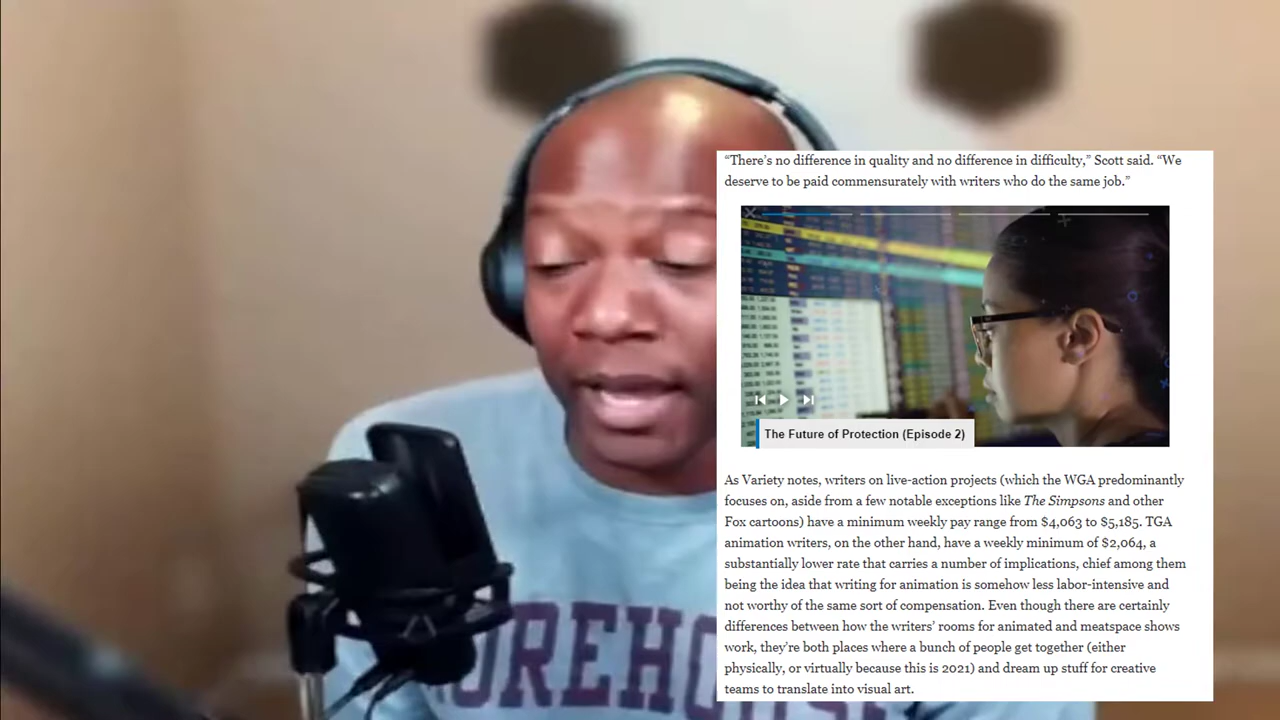 “There’s no difference in quality and no difference in difficulty,” Scott said. “We
deserve to be paid commensurately with writers who do the same job.”
The Future of Protection (Episode 2)
As Variety notes, writers on live-action projects (which the WGA predominantly
focuses on, aside from a few notable exceptions like The Simpsons and other
Fox cartoons) have a minimum weekly pay range from $4,063 to $5,185. TGA
animation writers, on the other hand, have a weekly minimum of $2,064, a
substantially lower rate that carries a number of implications, chief among them
being the idea that writing for animation is somehow less labor-intensive and
not worthy of the same sort of compensation. Even though there are certainly
differences between how the writers’ rooms for animated and meatspace shows
work, they’re both places where a bunch of people get together (either
physically, or virtually because this is 2021) and dream up stuff for creative
teams to translate into visual art.
OREHO